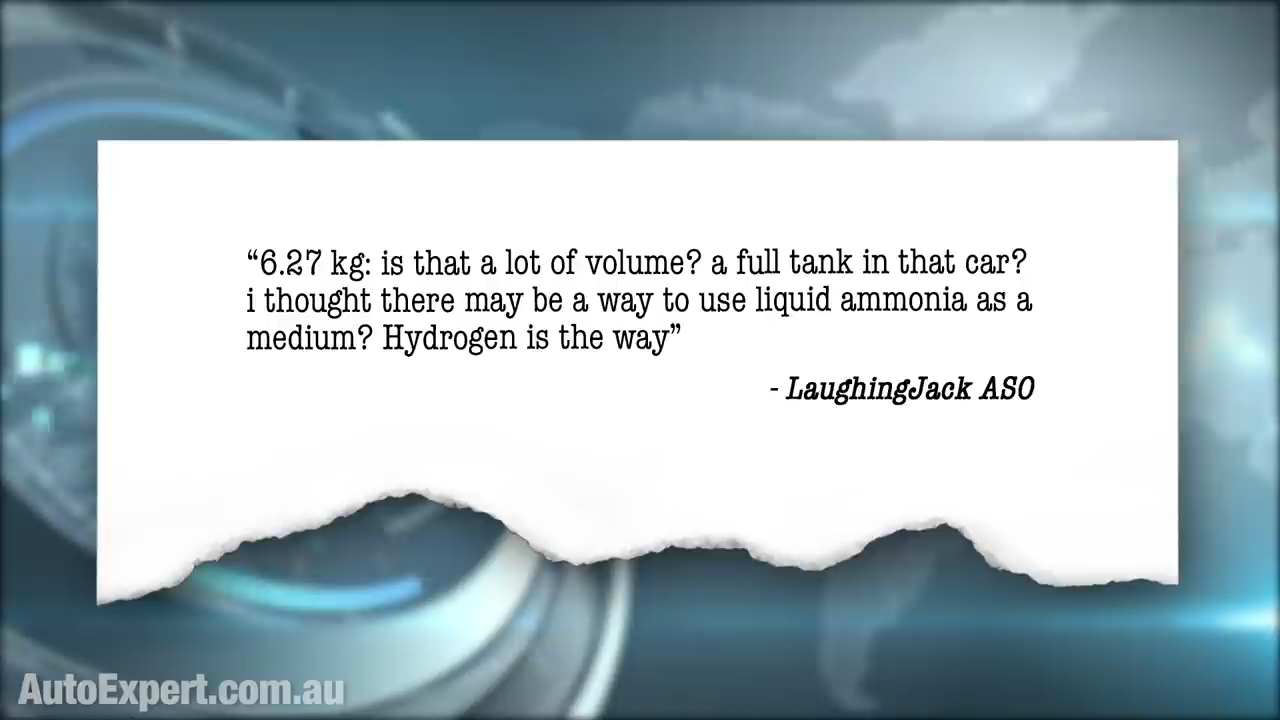 “6.27 kg: is that a lot of volume? a full tank in that car?
i thought there may be a way to use liquid ammonia as a
medium? Hydrogen is the way”
- LaughingJack ASO
AutoExpert.com.au